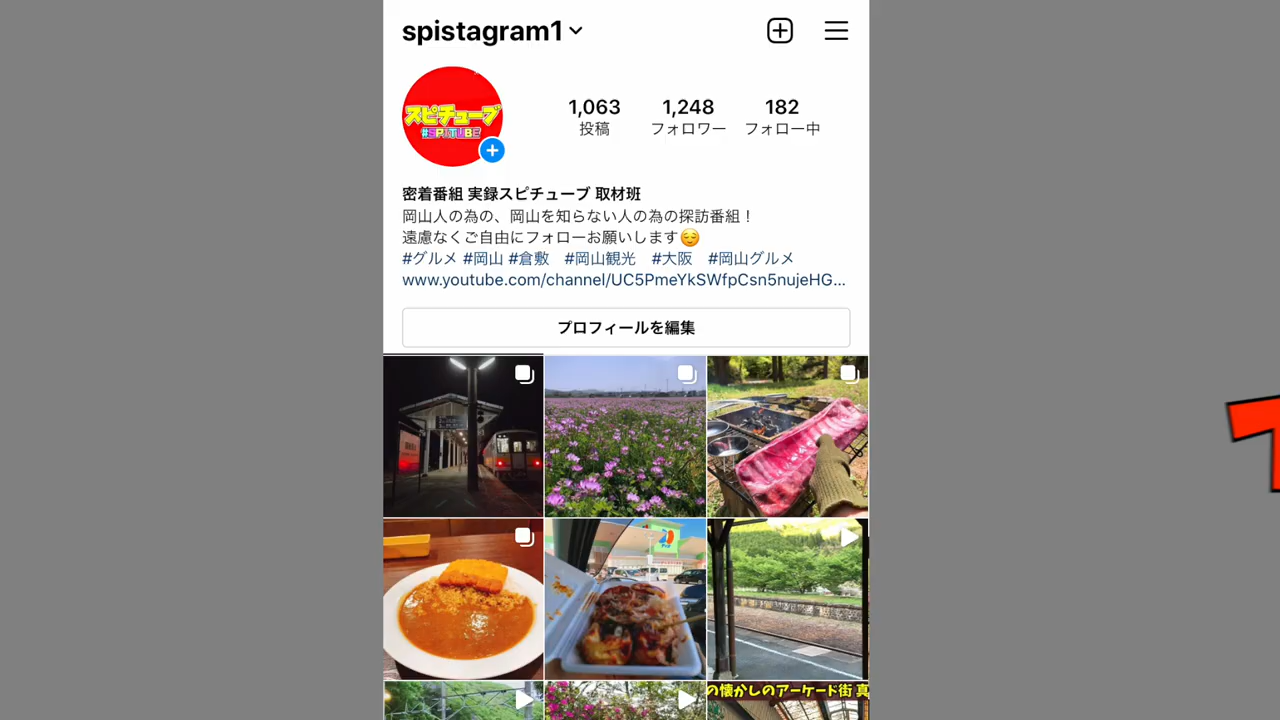 spistagram1
スピチューブ
#SPITUBE
1,063
投稿
1,248
フォロワー
182
フォロー中
密着番組 実録スピチューブ 取材班
岡山人の為の、岡山を知らない人の為の探訪番組！
遠慮なくご自由にフォローお願いします😌
#グルメ #岡山 #倉敷　#岡山観光　#大阪　#岡山グルメ
www.youtube.com/channel/UC5PmeYkSWfpCsn5nujeHG...
プロフィールを編集
の懐かしのアーケード街 真